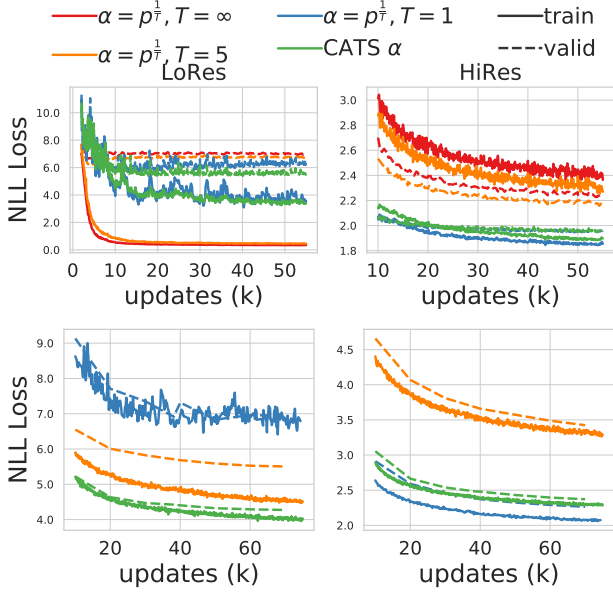 α = p^{1/T}, T = ∞
α = p^{1/T}, T = 5
α = p^{1/T}, T = 1
CATS α
train
valid
LoRes
HiRes
NLL Loss
10.0
8.0
6.0
4.0
2.0
0.0
0 10 20 30 40 50
updates (k)
3.0
2.8
2.6
2.4
2.2
2.0
1.8
10 20 30 40 50
updates (k)
NLL Loss
9.0
8.0
7.0
6.0
5.0
4.0
20 40 60
updates (k)
4.5
4.0
3.5
3.0
2.5
2.0
20 40 60
updates (k)